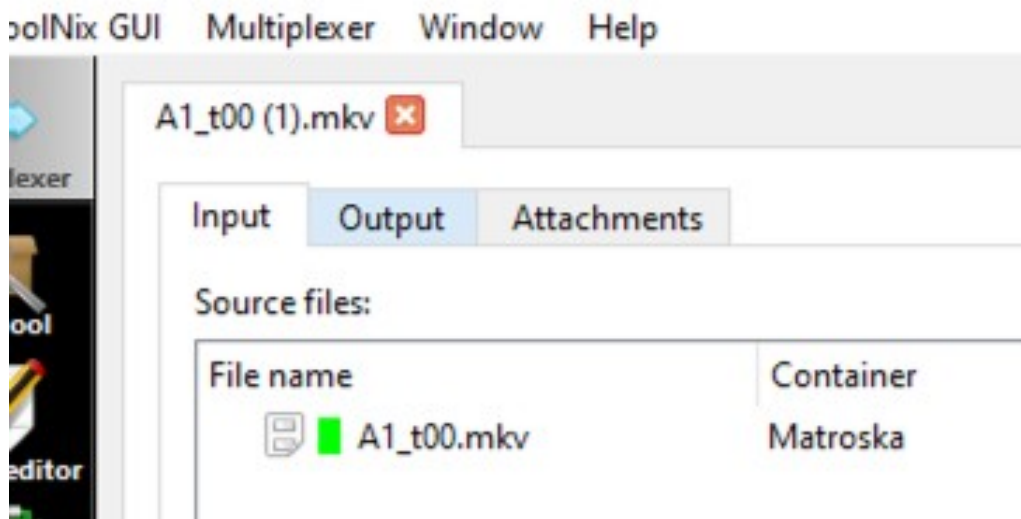 oolNix GUI Multiplexer Window Help
A1_t00 (1).mkv
lexer
Input Output Attachments
Source files:
ool
File name Container
A1_t00.mkv Matroska
editor